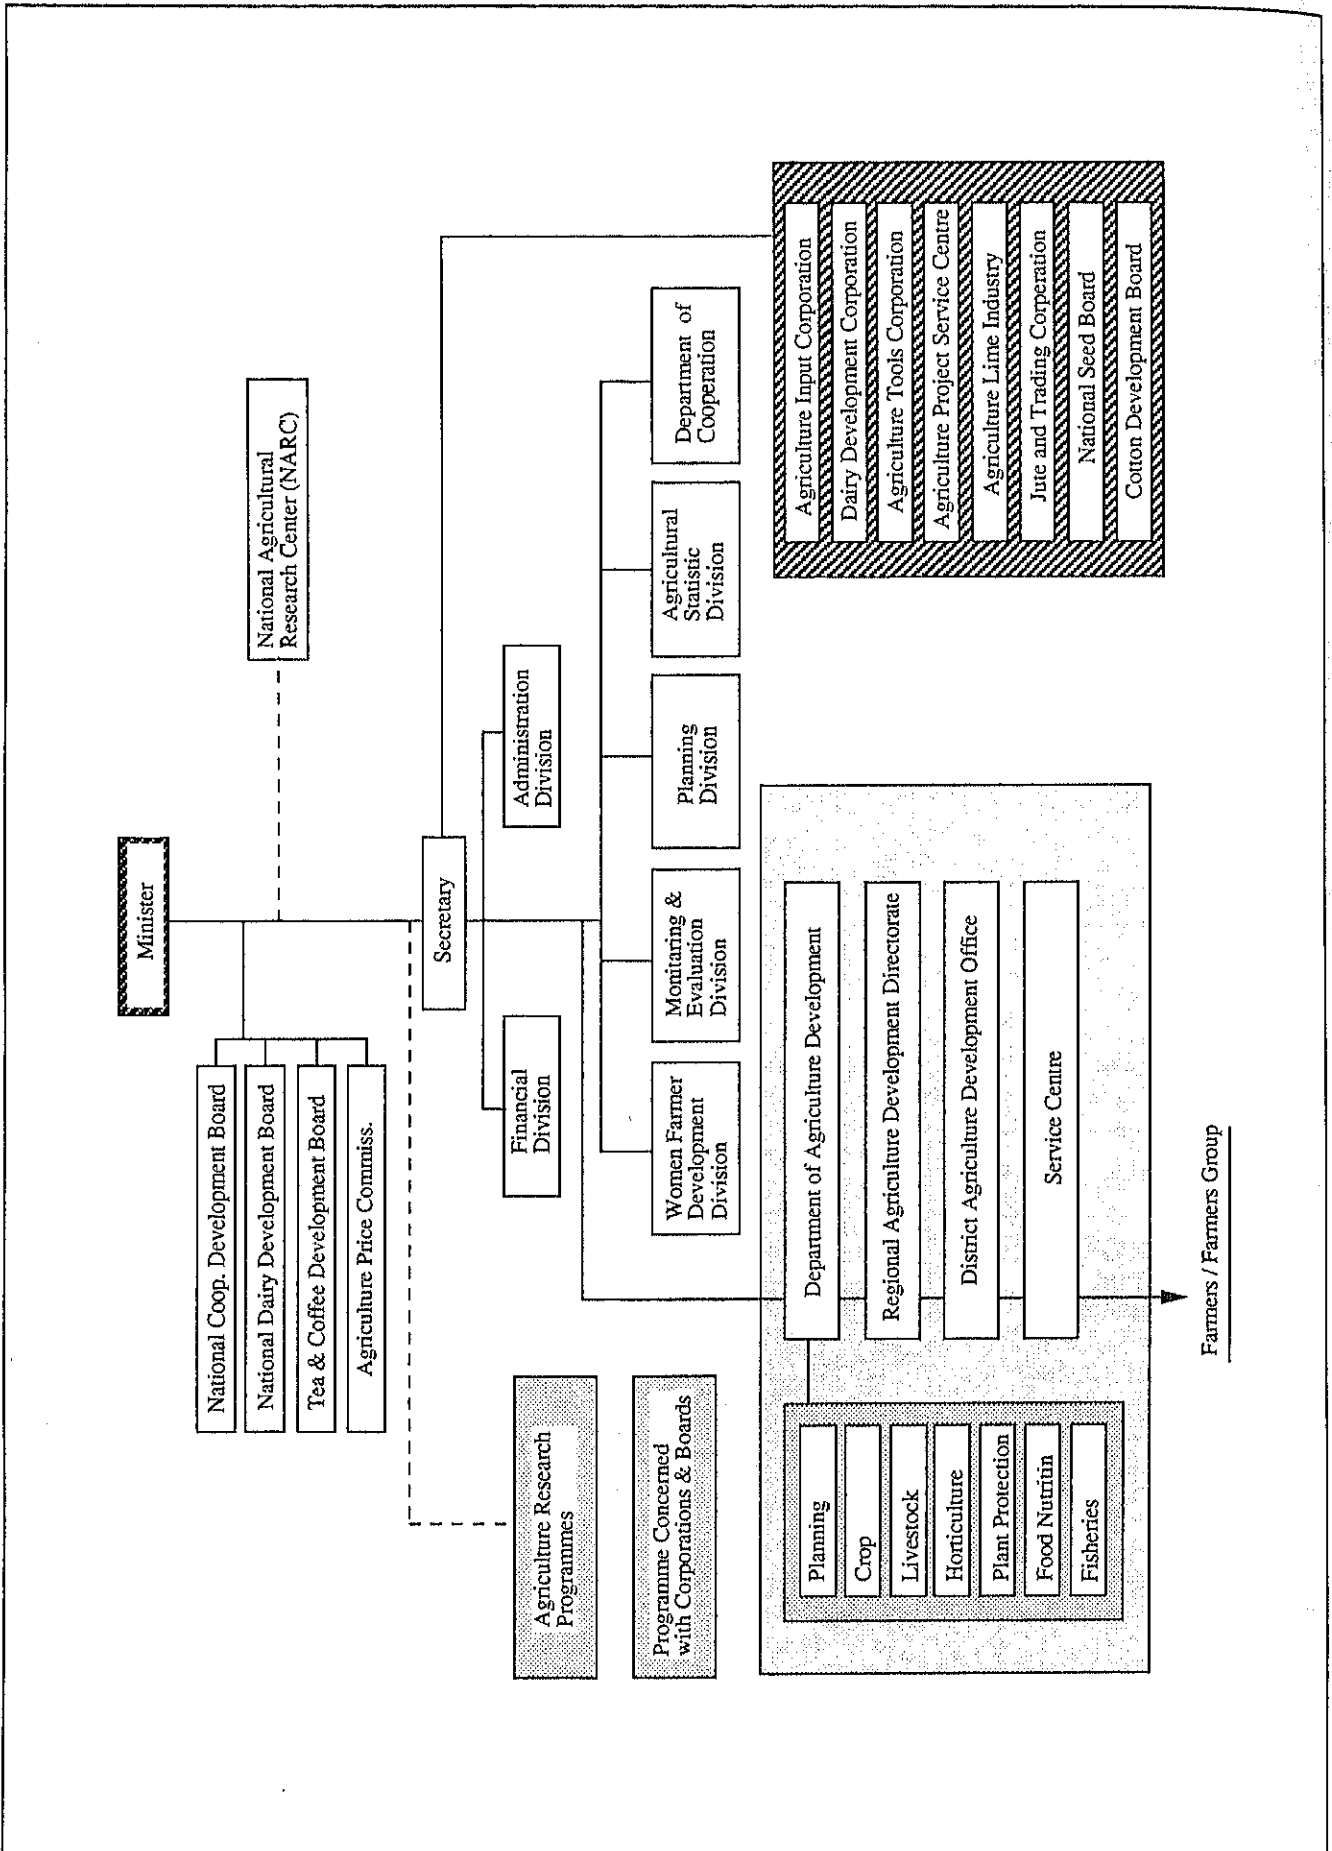 Minister
National Agricultural
Research Center (NARC)
National Coop. Development Board
National Dairy Development Board
Tea & Coffee Development Board
Agriculture Price Commiss.
Secretary
Financial
Division
Administration
Division
Agriculture Research
Programmes
Programme Concerned
with Corporations & Boards
Women Farmer
Development
Division
Monitaring &
Evaluation
Division
Planning
Division
Agricultural
Statistic
Division
Department of
Cooperation
Planning
Crop
Livestock
Horticulture
Plant Protection
Food Nutritin
Fisheries
Department of Agriculture Development
Regional Agriculture Development Directorate
District Agriculture Development Office
Service Centre
Farmers / Farmers Group
Agriculture Input Corporation
Dairy Development Corporation
Agriculture Tools Corporation
Agriculture Project Service Centre
Agriculture Lime Industry
Jute and Trading Corperation
National Seed Board
Cotton Development Board